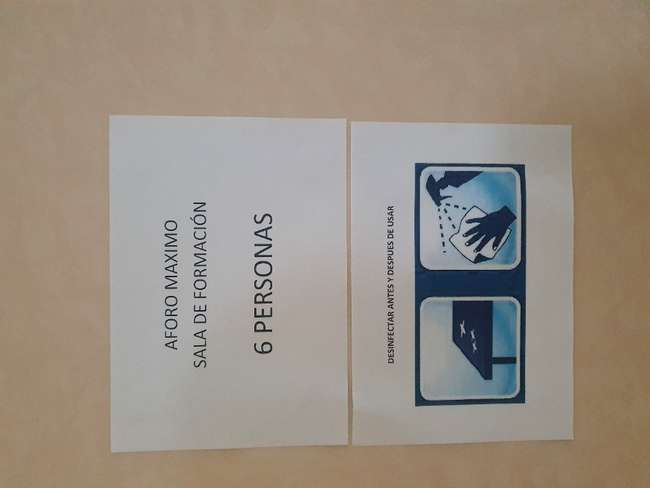 AFORO MAXIMO
SALA DE FORMACIÓN
6 PERSONAS
DESINFECTAR ANTES Y DESPUES DE USAR